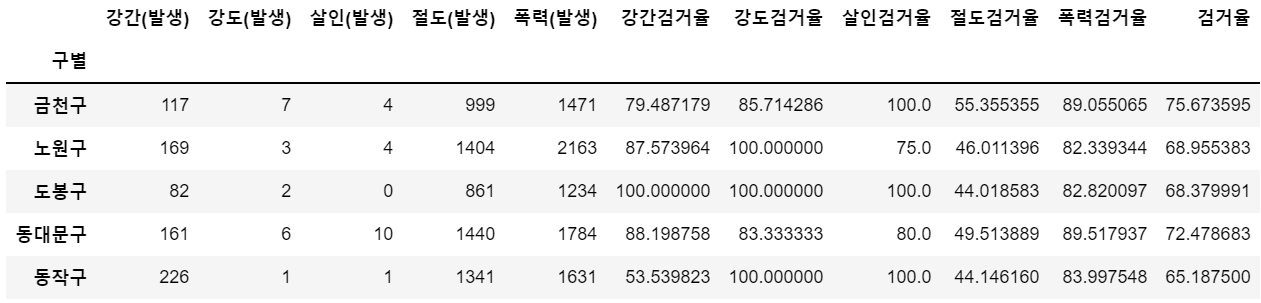 강간(발생) 강도(발생) 살인(발생) 절도(발생) 폭력(발생) 강간검거율 강도검거율 살인검거율 절도검거율 폭력검거율 검거율
구별
금천구 117 7 4 999 1471 79.487179 85.714286 100.0 55.355355 89.055065 75.673595
노원구 169 3 4 1404 2163 87.573964 100.000000 75.0 46.011396 82.339344 68.955383
도봉구 82 2 0 861 1234 100.000000 100.000000 100.0 44.018583 82.820097 68.379991
동대문구 161 6 10 1440 1784 88.198758 83.333333 80.0 49.513889 89.517937 72.478683
동작구 226 1 1 1341 1631 53.539823 100.000000 100.0 44.146160 83.997548 65.187500